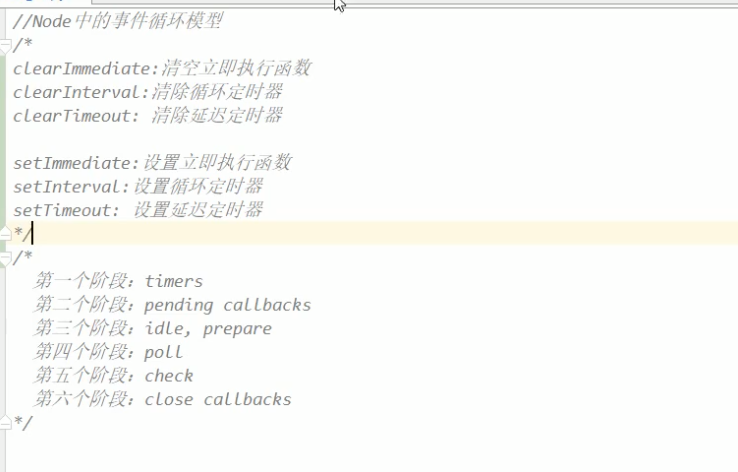 //Node中的事件循环模型
/*
clearImmediate:清空立即执行函数
clearInterval:清除循环定时器
clearTimeout: 清除延迟定时器
setImmediate:设置立即执行函数
setInterval:设置循环定时器
setTimeout: 设置延迟定时器
*/
/*
第一个阶段：timers
第二个阶段：pending callbacks
第三个阶段：idle, prepare
第四个阶段：poll
第五个阶段：check
第六个阶段：close callbacks
*/